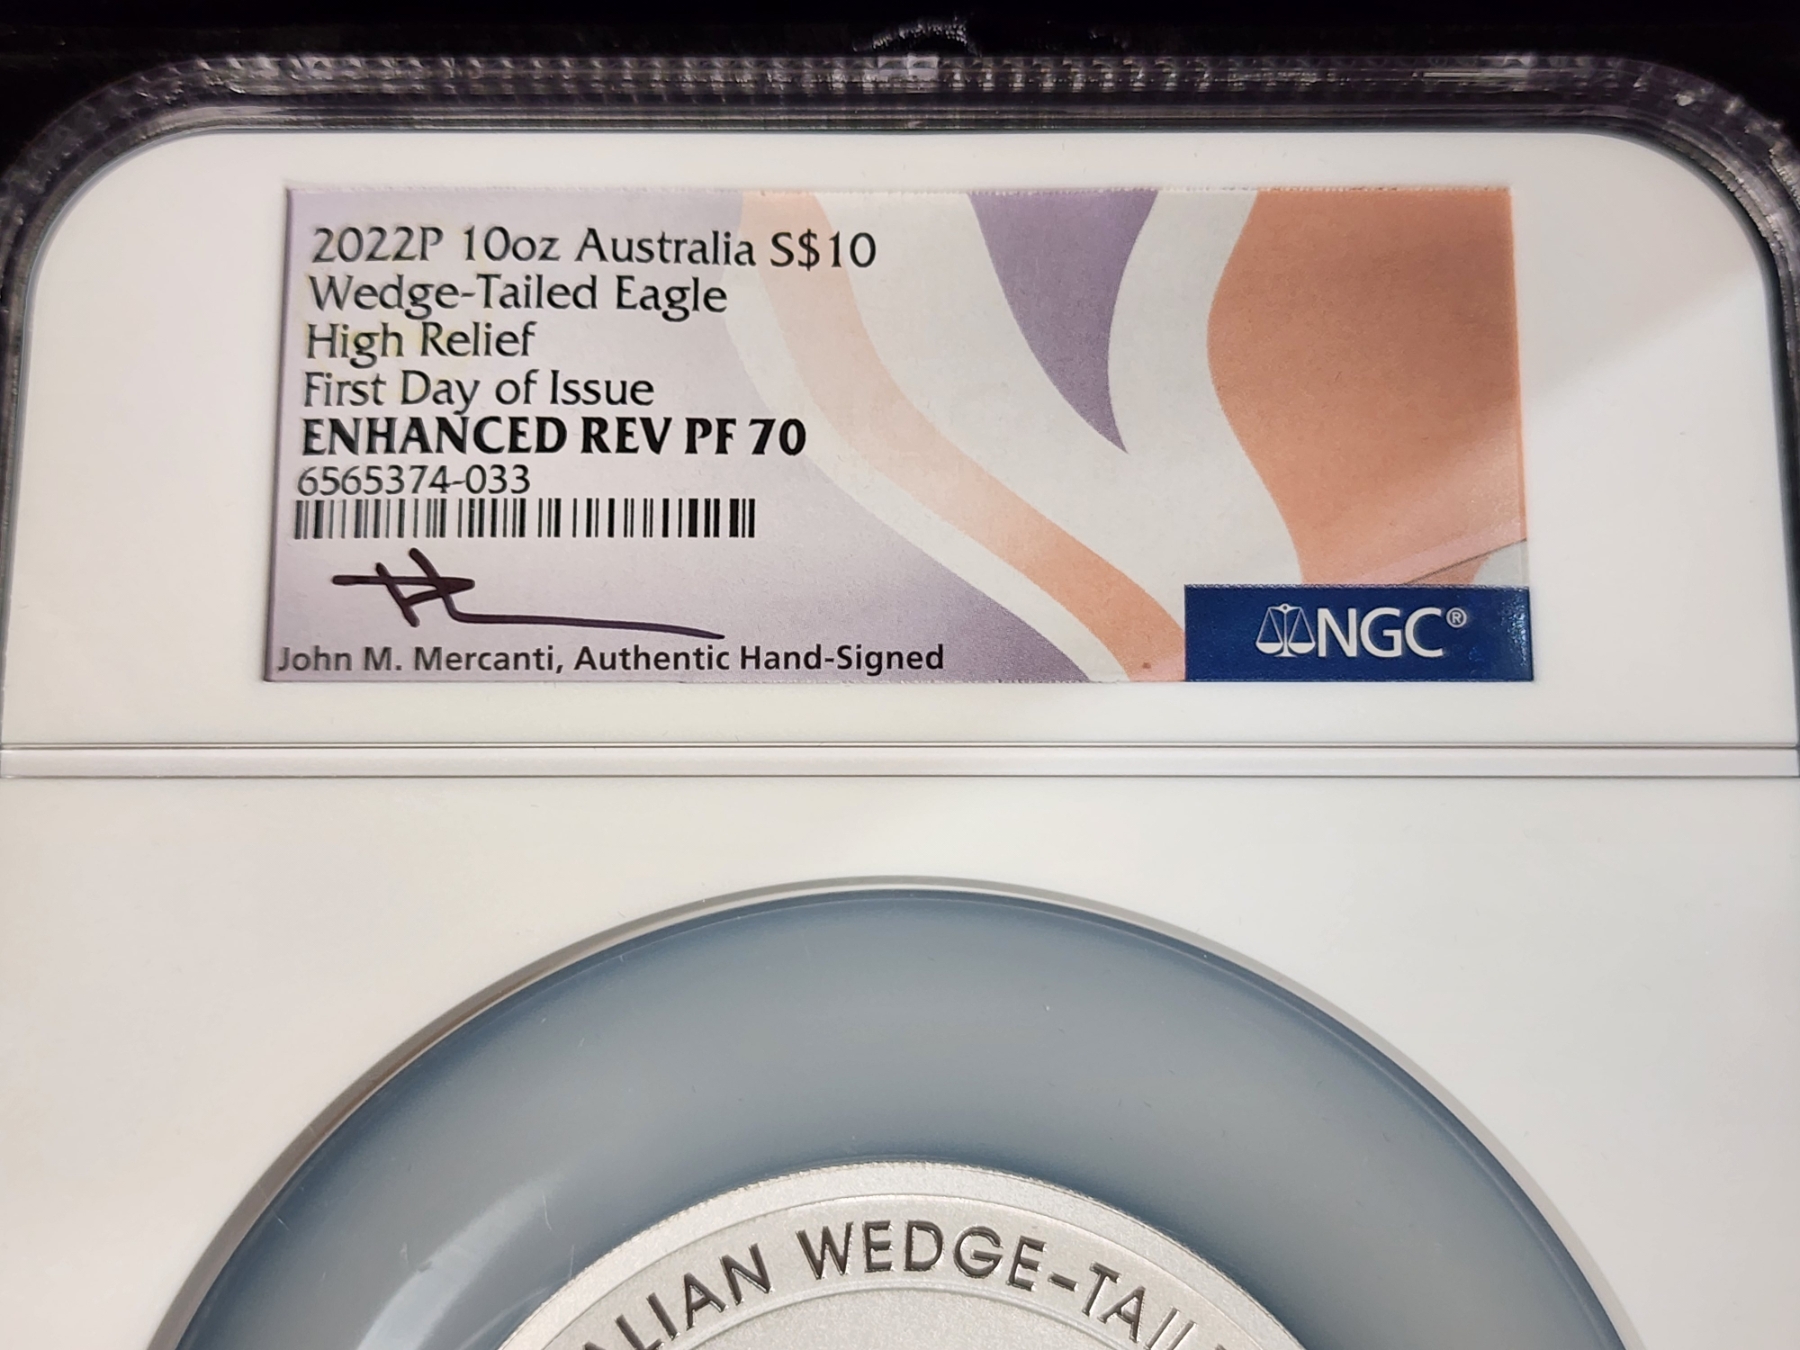 2022P 10oz Australia S$10
Wedge-Tailed Eagle
High Relief
First Day of Issue
ENHANCED REV PF 70
6565374-033
John M. Mercanti, Authentic Hand-Signed
NGC®
ALIAN WEDGE-TAIL